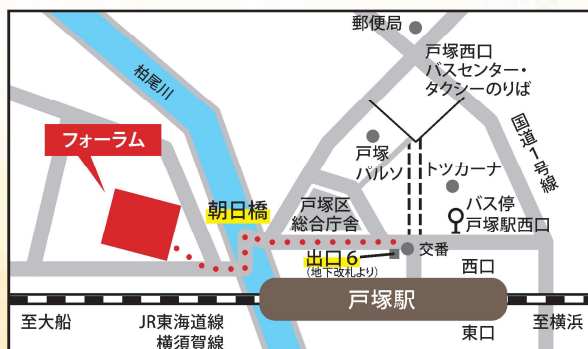 郵便局
戸塚西口
バスセンター・
タクシーのりば
柏尾川
国道1号線
フォーラム
戸塚
パルソ
トツカーナ
朝日橋
戸塚区
総合庁舎
バス停
戸塚駅西口
交番
出口6
(地下改札より)
西口
戸塚駅
至大船
JR東海道線
横須賀線
至横浜
東口